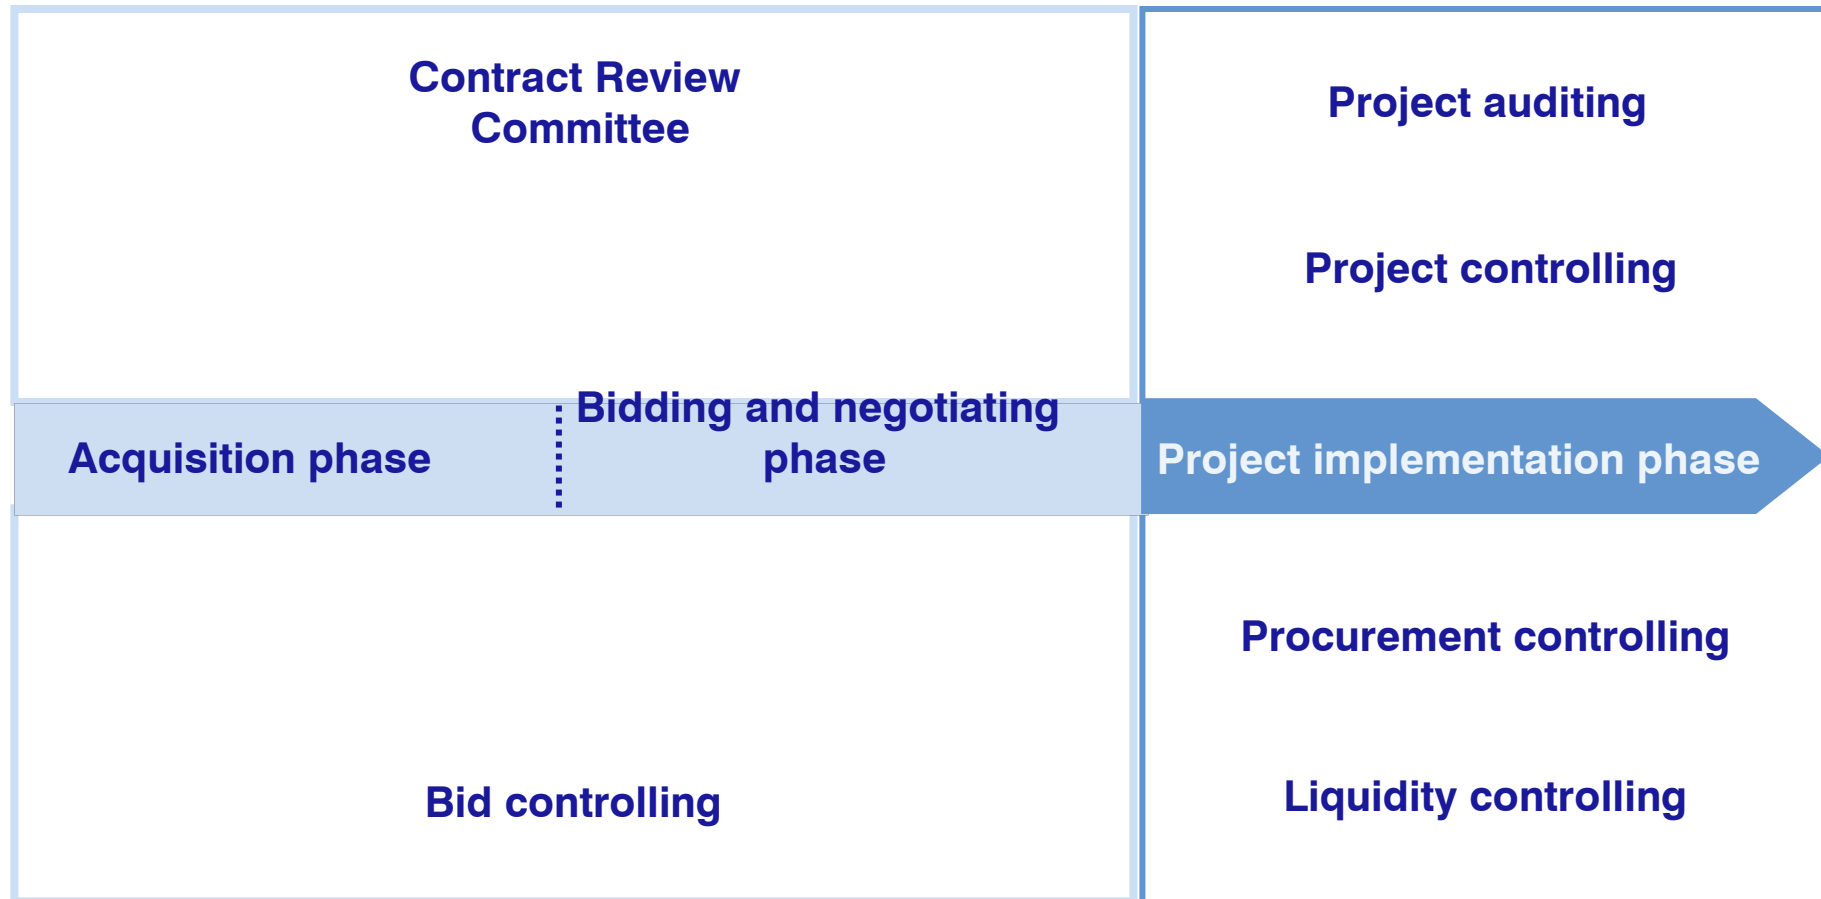 Contract Review
Committee
Project auditing
Project controlling
Acquisition phase
Bidding and negotiating
phase
Project implementation phase
Procurement controlling
Bid controlling
Liquidity controlling